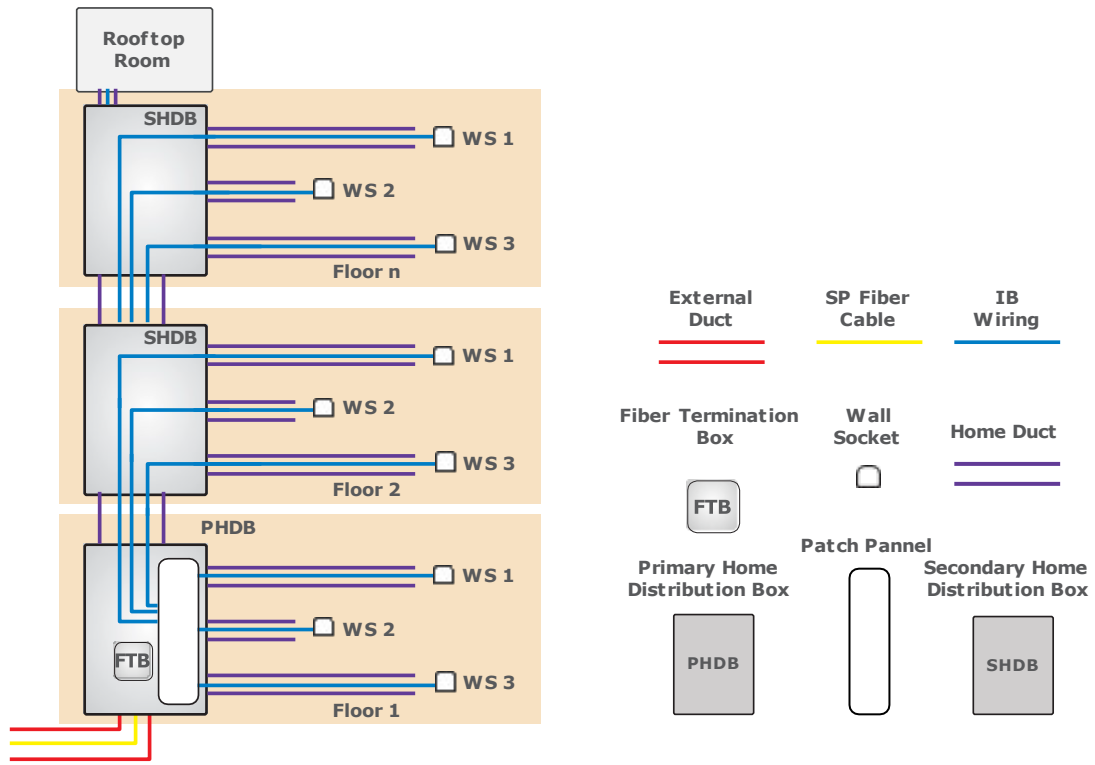 Rooftop
Room
SHDB
WS 1
WS 2
WS 3
Floor n
SHDB
WS 1
WS 2
WS 3
Floor 2
PHDB
WS 1
WS 2
FTB
WS 3
Floor 1
External
Duct
SP Fiber
Cable
IB
Wiring
Fiber Termination
Box
Wall
Socket
Home Duct
FTB
Patch Pannel
Primary Home
Distribution Box
Secondary Home
Distribution Box
PHDB
SHDB